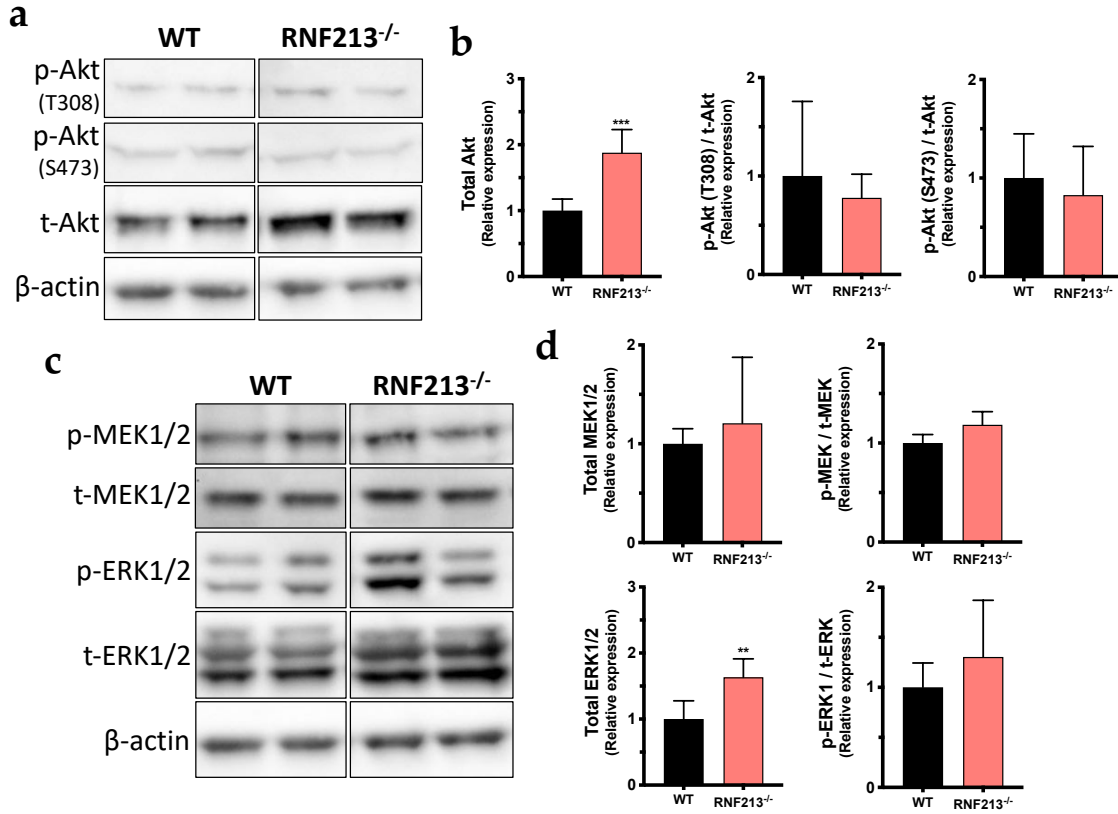 a
WT RNF213-/-
p-Akt
(T308)
p-Akt
(S473)
t-Akt
β-actin
b
Total Akt
(Relative expression)
3
2
1
0
***
WT RNF213-/-
p-Akt (T308) / t-Akt
(Relative expression)
2
1
0
WT RNF213-/-
p-Akt (S473) / t-Akt
(Relative expression)
2
1
0
WT RNF213-/-
c
WT RNF213-/-
p-MEK1/2
t-MEK1/2
p-ERK1/2
t-ERK1/2
β-actin
d
Total MEK1/2
(Relative expression)
2
1
0
WT RNF213-/-
p-MEK / t-MEK
(Relative expression)
2
1
0
WT RNF213-/-
Total ERK1/2
(Relative expression)
3
2
1
0
**
WT RNF213-/-
p-ERK1 / t-ERK
(Relative expression)
2
1
0
WT RNF213-/-